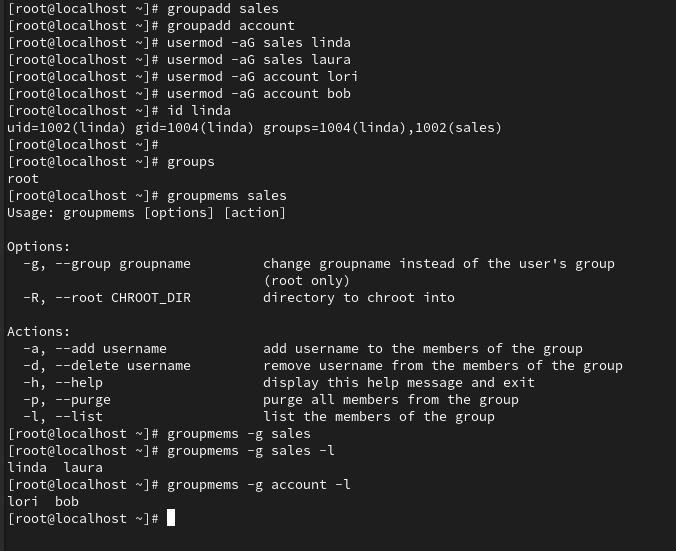 [root@localhost ~]# groupadd sales
[root@localhost ~]# groupadd account
[root@localhost ~]# usermod -aG sales linda
[root@localhost ~]# usermod -aG sales laura
[root@localhost ~]# usermod -aG account lori
[root@localhost ~]# usermod -aG account bob
[root@localhost ~]# id linda
uid=1002(linda) gid=1004(linda) groups=1004(linda),1002(sales)
[root@localhost ~]#
[root@localhost ~]# groups
root
[root@localhost ~]# groupmems sales
Usage: groupmems [options] [action]

Options:
  -g, --group groupname         change groupname instead of the user's group
                                (root only)
  -R, --root CHROOT_DIR         directory to chroot into

Actions:
  -a, --add username            add username to the members of the group
  -d, --delete username         remove username from the members of the group
  -h, --help                    display this help message and exit
  -p, --purge                   purge all members from the group
  -l, --list                    list the members of the group
[root@localhost ~]# groupmems -g sales
[root@localhost ~]# groupmems -g sales -l
linda  laura
[root@localhost ~]# groupmems -g account -l
lori  bob
[root@localhost ~]#